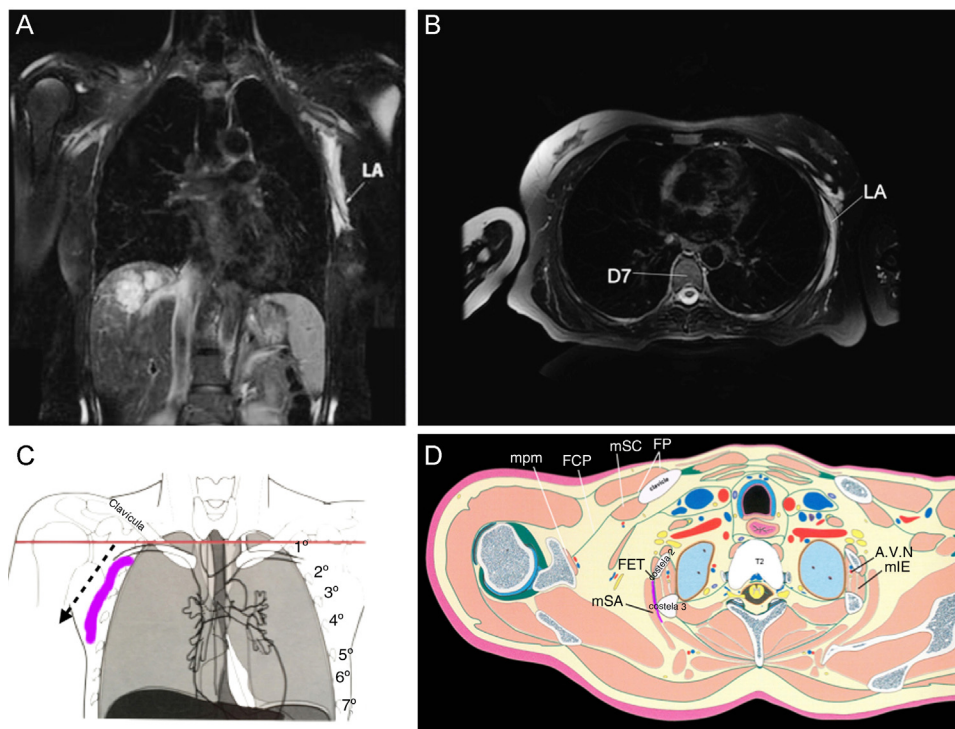 A
LA
B
LA
D7
C
Clavicula
1º
2º
3º
4º
5º
6º
7º
D
mpm
FCP
mSC
FP
clavicle
T2
FET
costela 2
costela 3
mSA
A.V.N
mIE